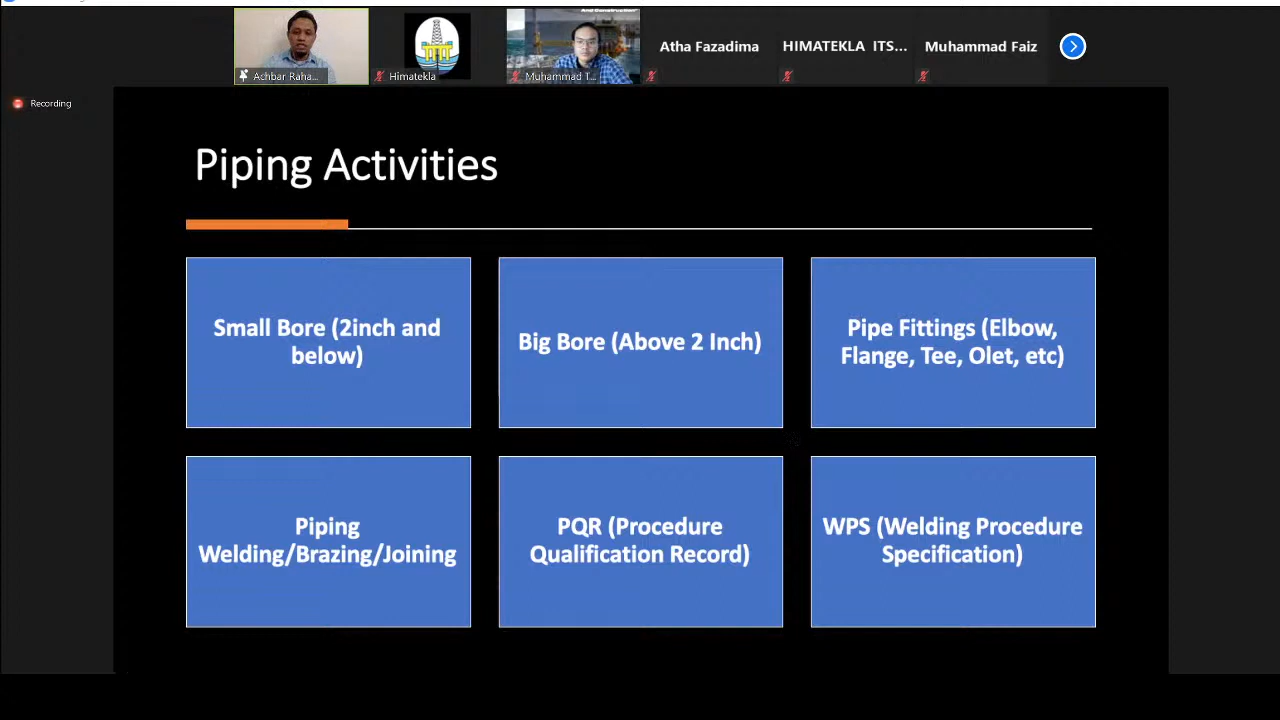 Achbar Raha...
Himatekla
Muhammad T...
Atha Fazadima
HIMATEKLA ITS...
Muhammad Faiz
Recording
Piping Activities
Small Bore (2inch and
below)
Big Bore (Above 2 Inch)
Pipe Fittings (Elbow,
Flange, Tee, Olet, etc)
Piping
Welding/Brazing/Joining
PQR (Procedure
Qualification Record)
WPS (Welding Procedure
Specification)